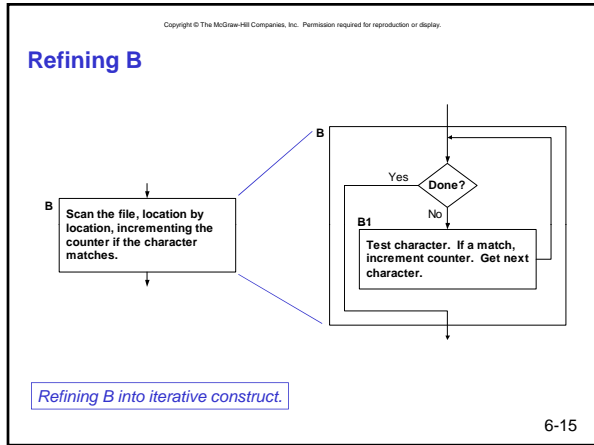 Copyright © The McGraw-Hill Companies, Inc. Permission required for reproduction or display.
Refining B
B
Scan the file, location by
location, incrementing the
counter if the character
matches.
B
Yes
Done?
No
B1
Test character. If a match,
increment counter. Get next
character.
Refining B into iterative construct.
6-15